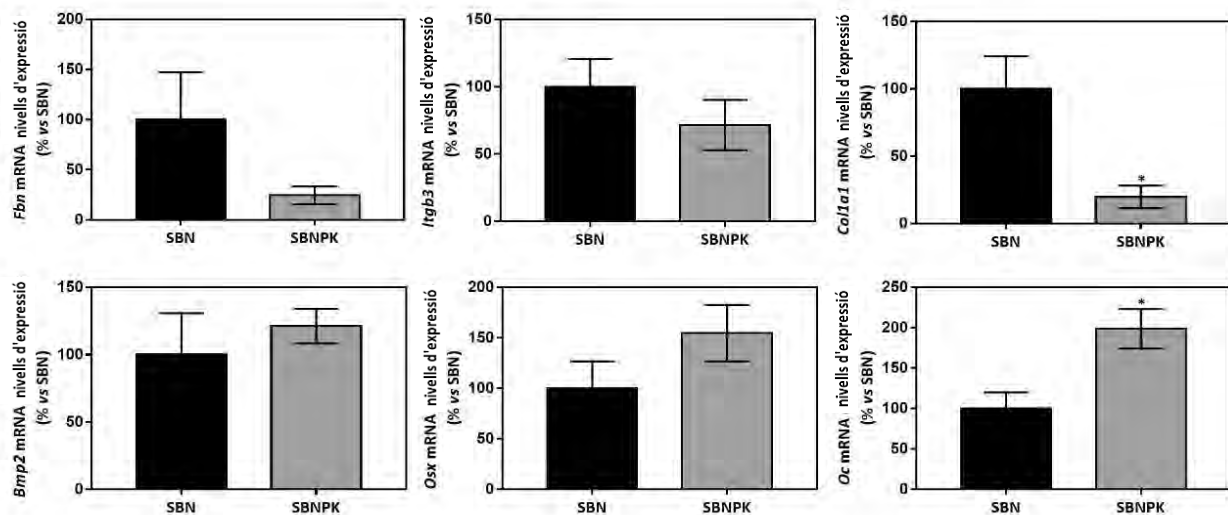 Fbn mRNA nivells d'expressió
(% vs SBN)
200
150
100
50
0
SBN
SBNPK
Itgb3 mRNA nivells d'expressió
(% vs SBN)
150
100
50
0
SBN
SBNPK
Col1a1 mRNA nivells d'expressió
(% vs SBN)
150
100
50
0
*
SBN
SBNPK
Bmp2 mRNA nivells d'expressió
(% vs SBN)
150
100
50
0
SBN
SBNPK
Osx mRNA nivells d'expressió
(% vs SBN)
200
150
100
50
0
SBN
SBNPK
Oc mRNA nivells d'expressió
(% vs SBN)
250
200
150
100
50
0
*
SBN
SBNPK